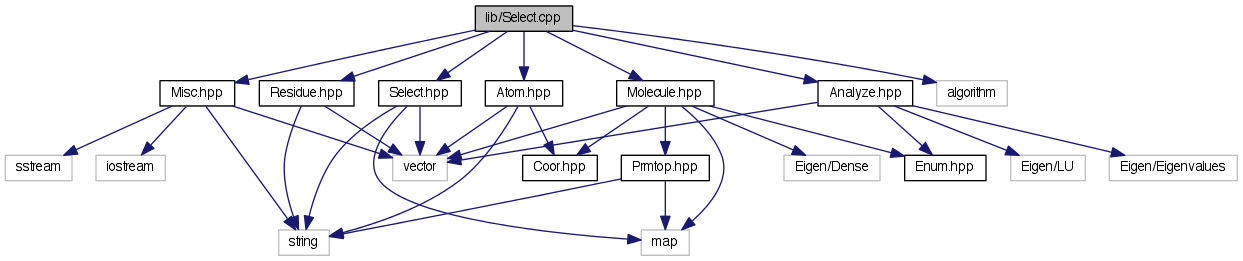 lib/Select.cpp
Misc.hpp
Residue.hpp
Select.hpp
Atom.hpp
Molecule.hpp
Analyze.hpp
algorithm
sstream
iostream
vector
Coor.hpp
Prmtop.hpp
Eigen/Dense
Enum.hpp
Eigen/LU
Eigen/Eigenvalues
string
map